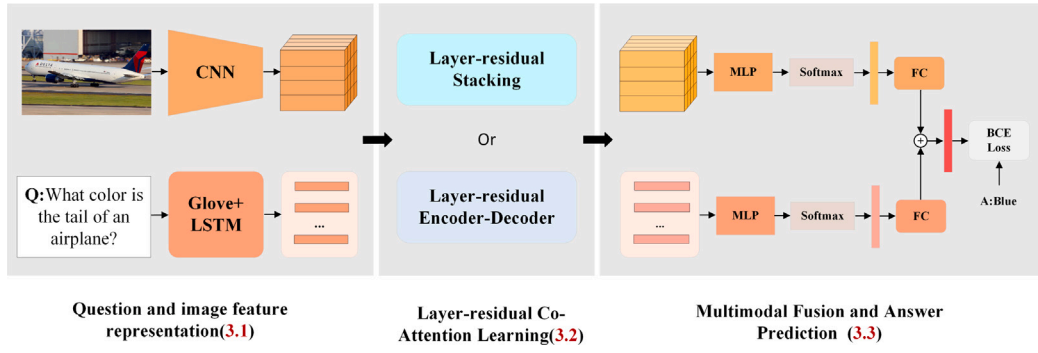 CNN
DELTA
Q:What color is
the tail of an
airplane?
Glove+
LSTM
...
Layer-residual
Stacking
Or
Layer-residual
Encoder-Decoder
MLP
Softmax
FC
+
BCE
Loss
A:Blue
...
MLP
Softmax
FC
Question and image feature
representation(3.1)
Layer-residual Co-
Attention Learning(3.2)
Multimodal Fusion and Answer
Prediction (3.3)